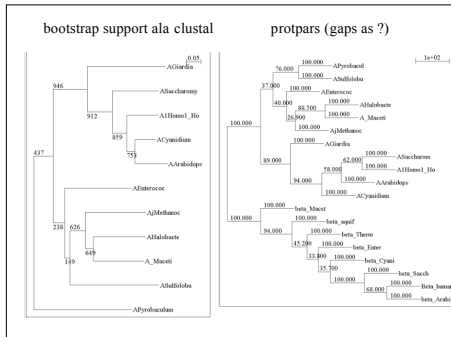 bootstrap support ala clustal
protpars (gaps as ?)
0.05
AGiardia
946
ASaccharomy
912
A1Homo1_Ho
859
ACyanidium
753
AArabidops
437
AEnterococ
238
AjMethanoc
626
AHalobacte
649
149
A_Maceti
ASulfolobu
APyrobaculum
1e+02
100.000 APyrobacul
76.000
100.000 ASulfolobu
37.000
100.000 AEnterococ
40.000
100.000 AHalobacte
88.500
100.000 A_Maceti
26.900
100.000 AjMethanoc
100.000
100.000 AGiardia
89.000
100.000 ASaccharom
62.000
100.000 A1Homo1_Ho
58.000
100.000 AArabidops
94.000
100.000 ACyanidium
100.000 beta_Macet
100.000
100.000 beta_aquif
94.000
100.000 beta_Therm
45.200
100.000 beta_Enter
33.800
100.000 beta_Cyani
35.700
100.000 beta_Sacch
100.000 Beta_human
68.000
100.000 beta_Arabi